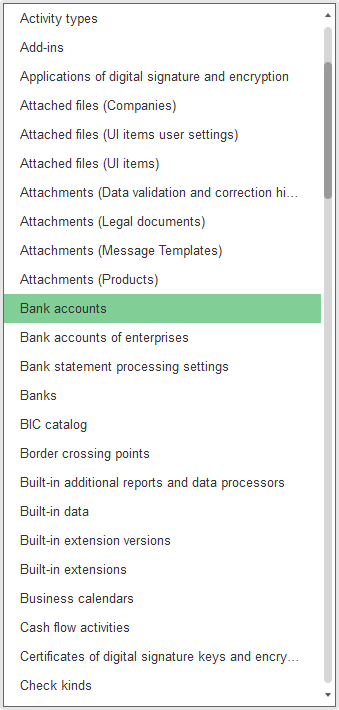 Activity types
Add-ins
Applications of digital signature and encryption
Attached files (Companies)
Attached files (UI items user settings)
Attached files (UI items)
Attachments (Data validation and correction hi…
Attachments (Legal documents)
Attachments (Message Templates)
Attachments (Products)
Bank accounts
Bank accounts of enterprises
Bank statement processing settings
Banks
BIC catalog
Border crossing points
Built-in additional reports and data processors
Built-in data
Built-in extension versions
Built-in extensions
Business calendars
Cash flow activities
Certificates of digital signature keys and encry…
Check kinds